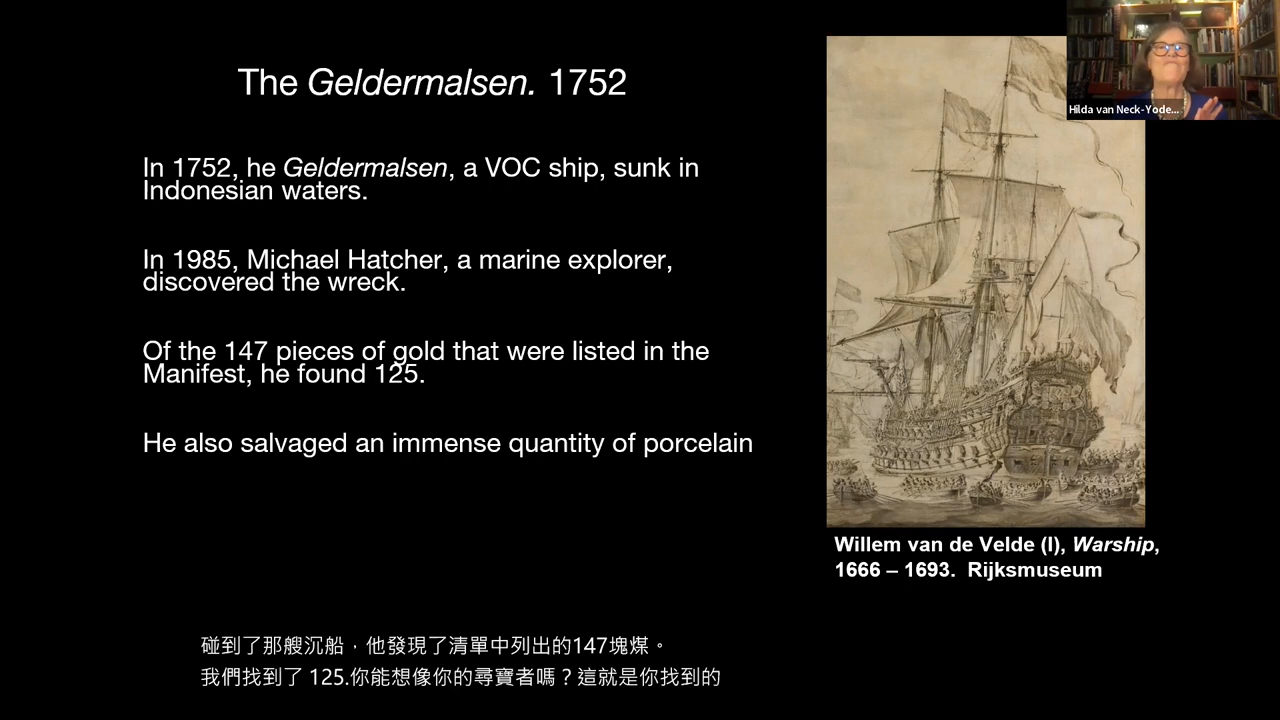 The Geldermalsen. 1752
In 1752, he Geldermalsen, a VOC ship, sunk in
Indonesian waters.
In 1985, Michael Hatcher, a marine explorer,
discovered the wreck.
Of the 147 pieces of gold that were listed in the
Manifest, he found 125.
He also salvaged an immense quantity of porcelain
Hilda van Neck-Yode...
Willem van de Velde (I), Warship,
1666 – 1693. Rijksmuseum
碰到了那艘沉船，他發現了清單中列出的147塊煤。
我們找到了 125.你能想像你的尋寶者嗎？這就是你找到的